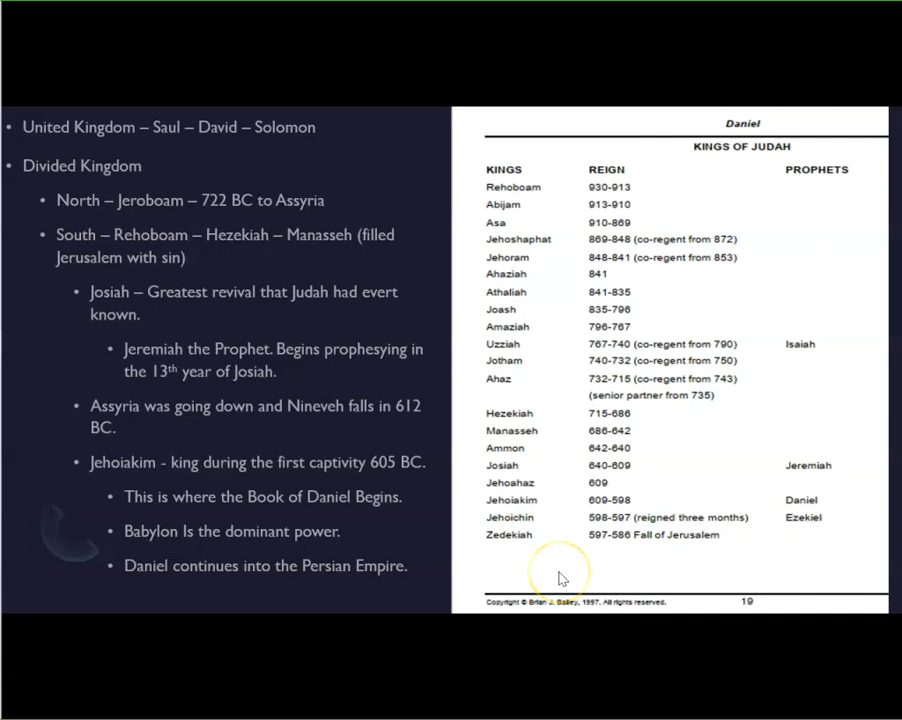 • United Kingdom – Saul – David – Solomon
• Divided Kingdom
• North – Jeroboam – 722 BC to Assyria
• South – Rehoboam – Hezekiah – Manasseh (filled
Jerusalem with sin)
• Josiah – Greatest revival that Judah had evert
known.
• Jeremiah the Prophet. Begins prophesying in
the 13th year of Josiah.
• Assyria was going down and Nineveh falls in 612
BC.
• Jehoiakim - king during the first captivity 605 BC.
• This is where the Book of Daniel Begins.
• Babylon Is the dominant power.
• Daniel continues into the Persian Empire.
Daniel
KINGS OF JUDAH
KINGS REIGN PROPHETS
Rehoboam 930-913
Abijam 913-910
Asa 910-869
Jehoshaphat 869-848 (co-regent from 872)
Jehoram 848-841 (co-regent from 853)
Ahaziah 841
Athaliah 841-835
Joash 835-796
Amaziah 796-767
Uzziah 767-740 (co-regent from 790) Isaiah
Jotham 740-732 (co-regent from 750)
Ahaz 732-715 (co-regent from 743)
(senior partner from 735)
Hezekiah 715-686
Manasseh 686-642
Ammon 642-640
Josiah 640-609 Jeremiah
Jehoahaz 609
Jehoiakim 609-598 Daniel
Jehoichin 598-597 (reigned three months) Ezekiel
Zedekiah 597-586 Fall of Jerusalem
Copyright © Brian J. Bailey, 1997. All rights reserved. 19